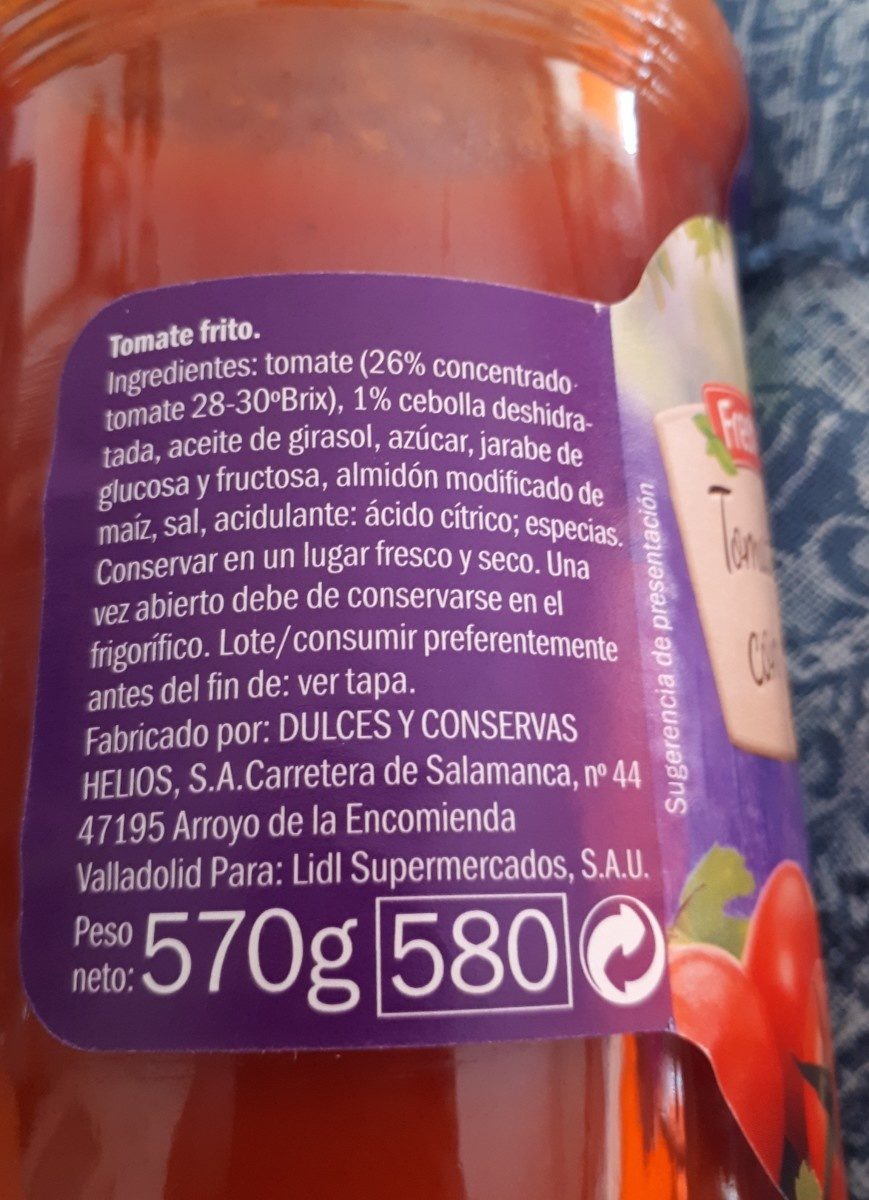 Tomate frito.
Ingredientes: tomate (26% concentrado
tomate 28-30ºBrix), 1% cebolla deshidra-
tada, aceite de girasol, azúcar, jarabe de
glucosa y fructosa, almidón modificado de
maíz, sal, acidulante: ácido cítrico; especias.
Conservar en un lugar fresco y seco. Una
vez abierto debe de conservarse en el
frigorífico. Lote/consumir preferentemente
antes del fin de: ver tapa.
Fabricado por: DULCES Y CONSERVAS
HELIOS, S.A.Carretera de Salamanca, nº 44
47195 Arroyo de la Encomienda
Valladolid Para: Lidl Supermercados, S.A.U.
Peso
neto: 570g 580
Sugerencia de presentación